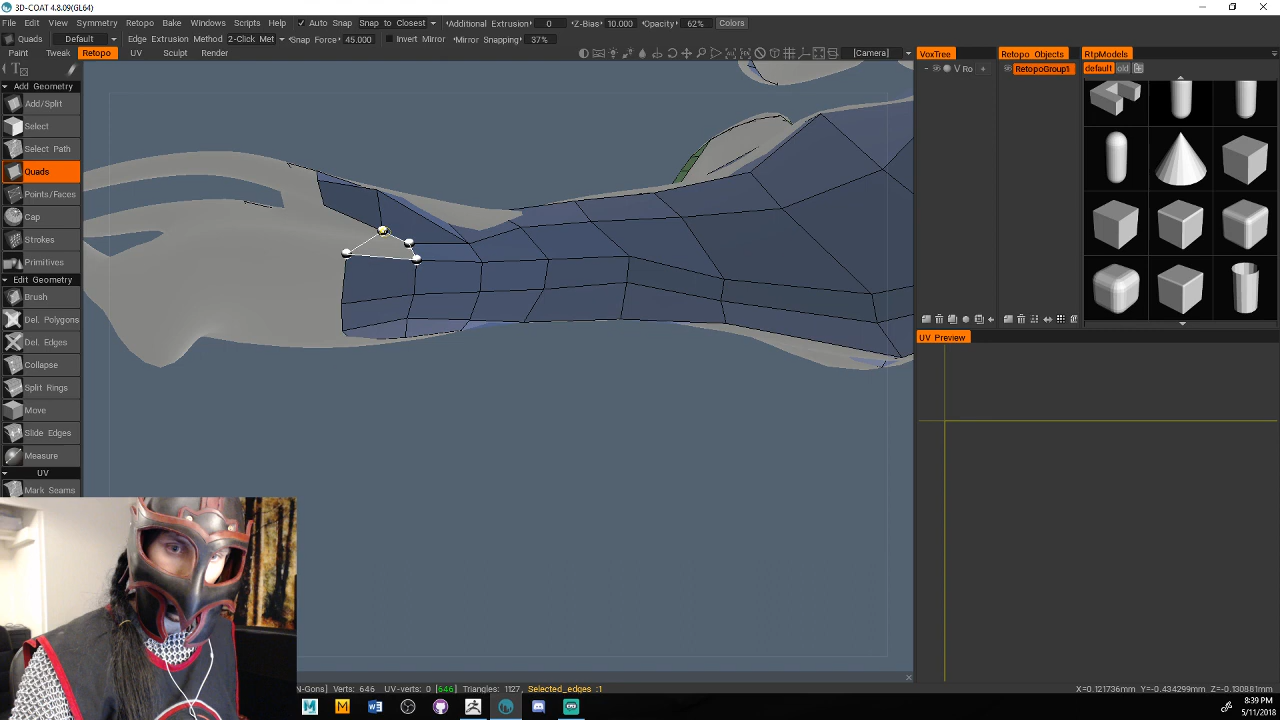 3D-COAT 4.8.09(GL64)
File Edit View Symmetry Retopo Bake Windows Scripts Help Auto Snap Snap to Closest Additional Extrusion 0 Z-Bias 10.000 Opacity 62% Colors
Quads Default Edge Extrusion Method 2-Click Met Snap Force 45.000 Invert Mirror Mirror Snapping 37%
Paint Tweak Retopo UV Sculpt Render [Camera] VoxTree Retopo Objects RtpModels
V Ro + RetopoGroup1 default old
Add Geometry
Add/Split
Select
Select Path
Quads
Points/Faces
Cap
Strokes
Primitives
Edit Geometry
Brush
Del. Polygons
Del. Edges
UV Preview
Collapse
Split Rings
Move
Slide Edges
Measure
UV
Mark Seams
N-Gons] Verts: 646 UV-verts: 0 [646] Triangles: 1127 Selected_edges :1 X=0.121736mm Y=-0.434299mm Z=-0.130881mm
8:39 PM
5/11/2018